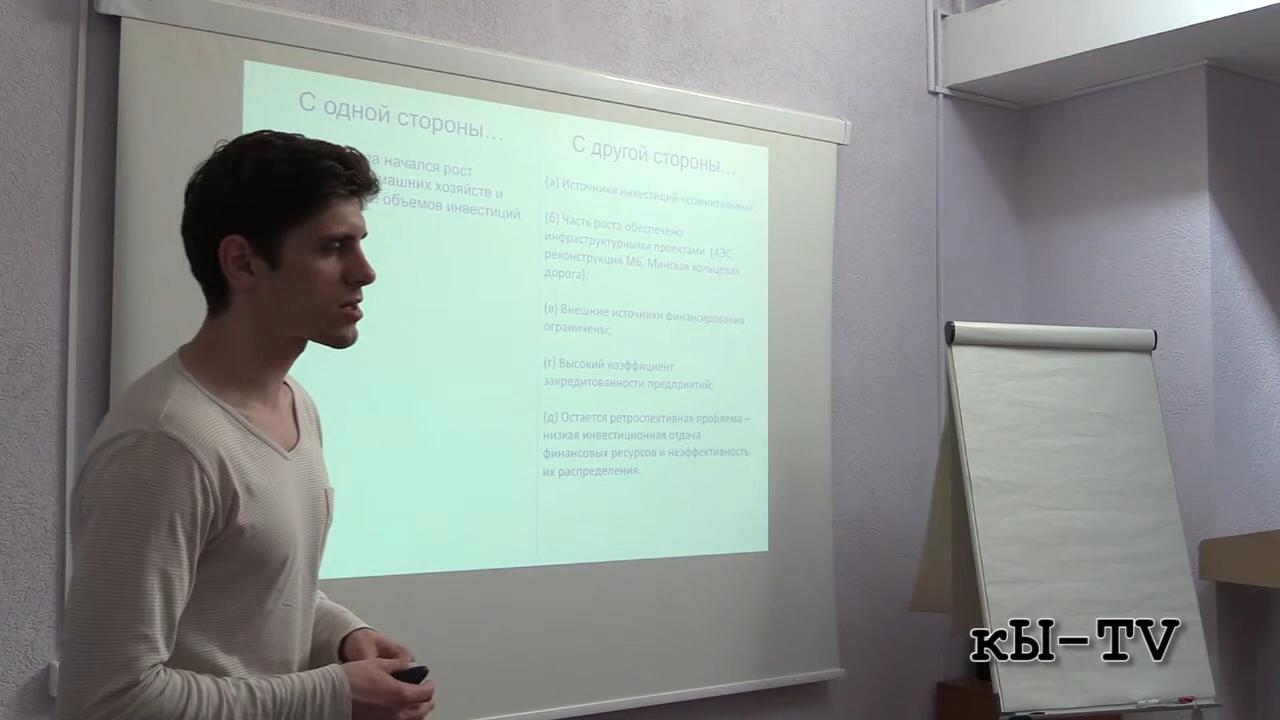 С одной стороны…
начался рост
хозяйств и
объемов инвестиций
С другой стороны…
(а) Источники инвестиций «сомнительны»;
(б) Часть роста обеспечено
инфраструктурными проектами (АЭС,
реконструкция М6, Минская кольцевая
дорога);
(в) Внешние источники финансирования
ограничены;
(г) Высокий коэффициент
закредитованности предприятий;
(д) Остается ретроспективная проблема –
низкая инвестиционная отдача
финансовых ресурсов и неэффективность
их распределения.
кЫ-TV